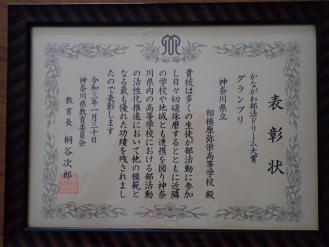 表彰状
かながわ部活ドリーム大賞
グランプリ
神奈川県立
相模原弥栄高等学校 殿
貴校は多くの生徒が部活動に参加
し日々切磋琢磨するとともに近隣
の学校や地域とも連携を図り神奈
川県内の高等学校における部活動
の活性化推進において他の模範と
なる最も優れた功績を残されまし
たので表彰します
令和三年一月三十日
神奈川県教育委員会
教育長 桐谷次郎